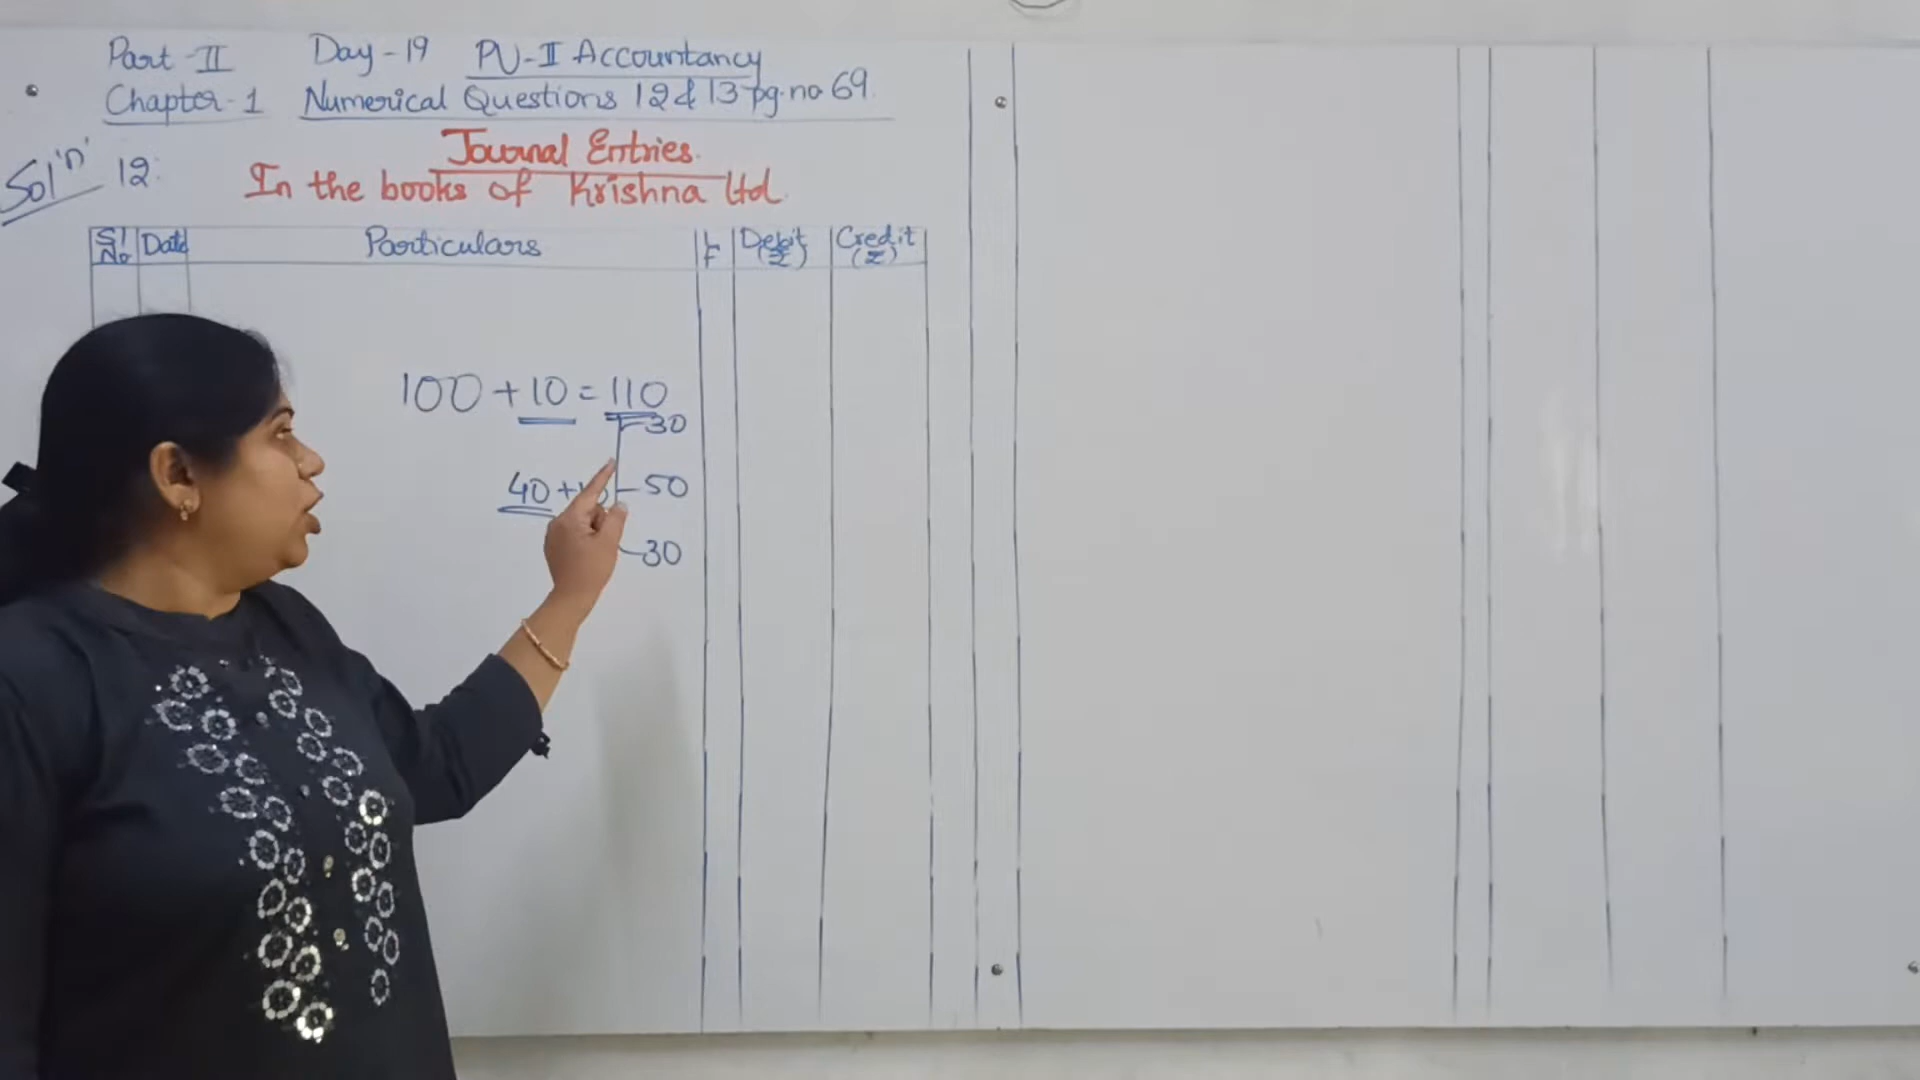 Part-II Day-19 PU-II Accountancy
Chapter-1 Numerical Questions 12 & 13 pg.no 69.
Journal Entries.
Sol'n' 12. In the books of Krishna Ltd.
Sl No Date Particulars LF Debit (₹) Credit (₹)
100 + 10 = 110
30
40 + 10 50
30